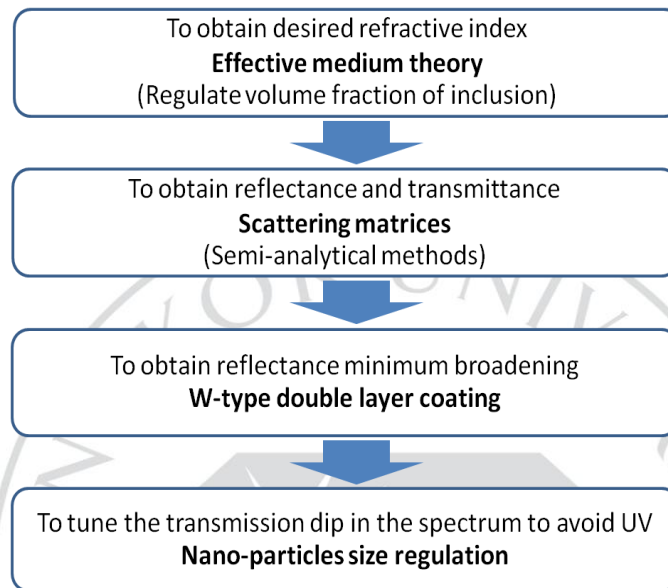 To obtain desired refractive index
Effective medium theory
(Regulate volume fraction of inclusion)
To obtain reflectance and transmittance
Scattering matrices
(Semi-analytical methods)
To obtain reflectance minimum broadening
W-type double layer coating
To tune the transmission dip in the spectrum to avoid UV
Nano-particles size regulation